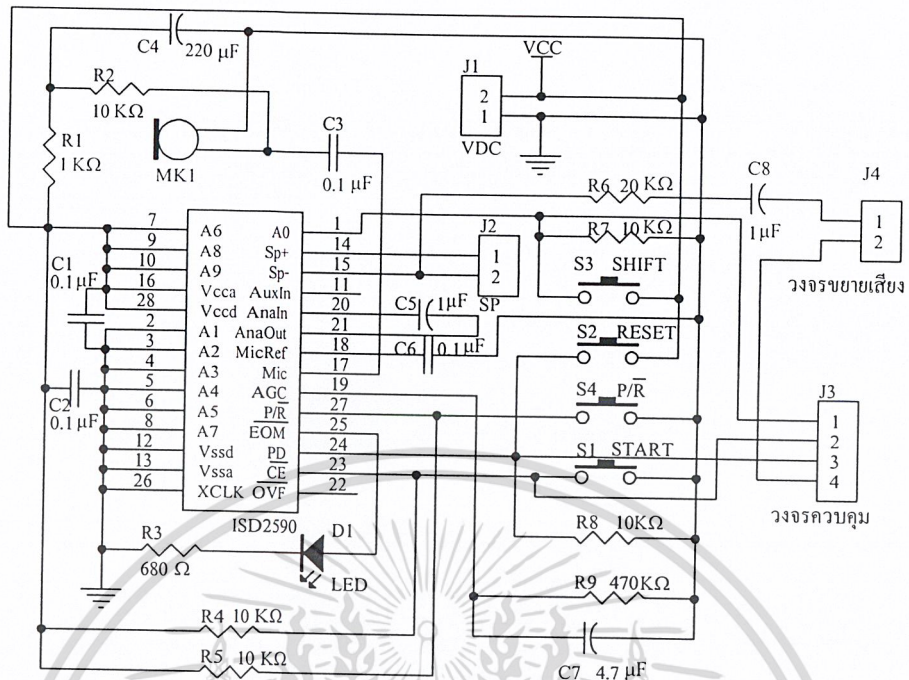 C4
220 μF
R2
10 KΩ
R1
1 KΩ
MK1
C3
0.1 μF
VCC
J1
2
1
VDC
C8
1μF
J4
1
2
วงจรขยายเสียง
R6 20 KΩ
R7 10 KΩ
J2
1
2
SP
S3 SHIFT
S2 RESET
S4 P/R̅
S1 START
J3
1
2
3
4
วงจรควบคุม
R8 10KΩ
R9 470KΩ
C7 4.7 μF
C5 1μF
C6 0.1μF
C1
0.1 μF
C2
0.1 μF
7 A6 A0 1
9 A8 Sp+ 14
10 A9 Sp- 15
16 Vcca AuxIn 11
28 Vccd AnaIn 20
2 A1 AnaOut 21
3 A2 MicRef 18
4 A3 Mic 17
5 A4 AGC 19
6 A5 P/R̅ 27
8 A7 E̅O̅M̅ 25
12 Vssd PD 24
13 Vssa C̅E̅ 23
26 XCLK O̅V̅F̅ 22
ISD2590
R3
680 Ω
D1
LED
R4 10 KΩ
R5 10 KΩ